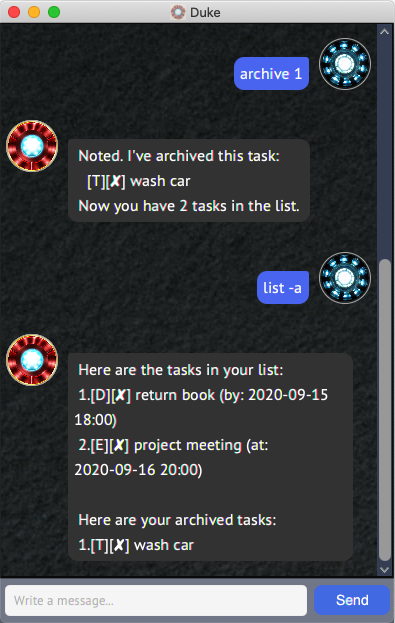 Duke
archive 1
Noted. I've archived this task:
[T][✘] wash car
Now you have 2 tasks in the list.
list -a
Here are the tasks in your list:
1.[D][✘] return book (by: 2020-09-15
18:00)
2.[E][✘] project meeting (at:
2020-09-16 20:00)
Here are your archived tasks:
1.[T][✘] wash car
Write a message...
Send